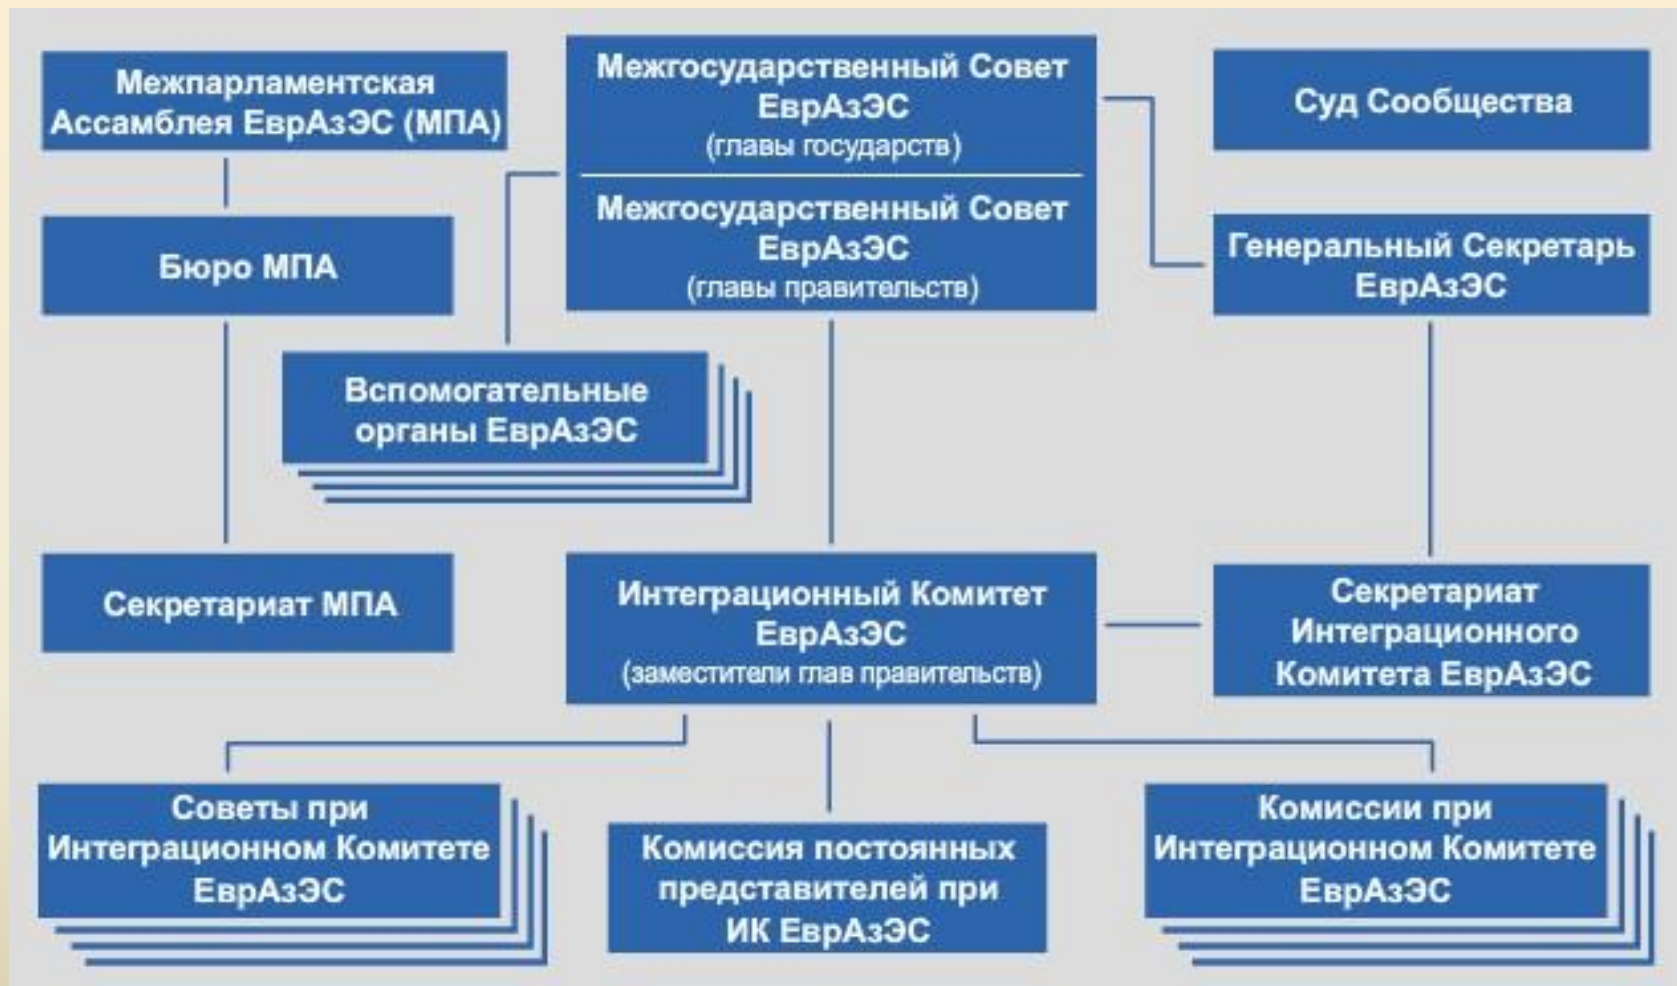 Межпарламентская
Ассамблея ЕврАзЭС (МПА)
Межгосударственный Совет
ЕврАзЭС
(главы государств)
Межгосударственный Совет
ЕврАзЭС
(главы правительств)
Суд Сообщества
Бюро МПА
Генеральный Секретарь
ЕврАзЭС
Вспомогательные
органы ЕврАзЭС
Секретариат МПА
Интеграционный Комитет
ЕврАзЭС
(заместители глав правительств)
Секретариат
Интеграционного
Комитета ЕврАзЭС
Советы при
Интеграционном Комитете
ЕврАзЭС
Комиссия постоянных
представителей при
ИК ЕврАзЭС
Комиссии при
Интеграционном Комитете
ЕврАзЭС